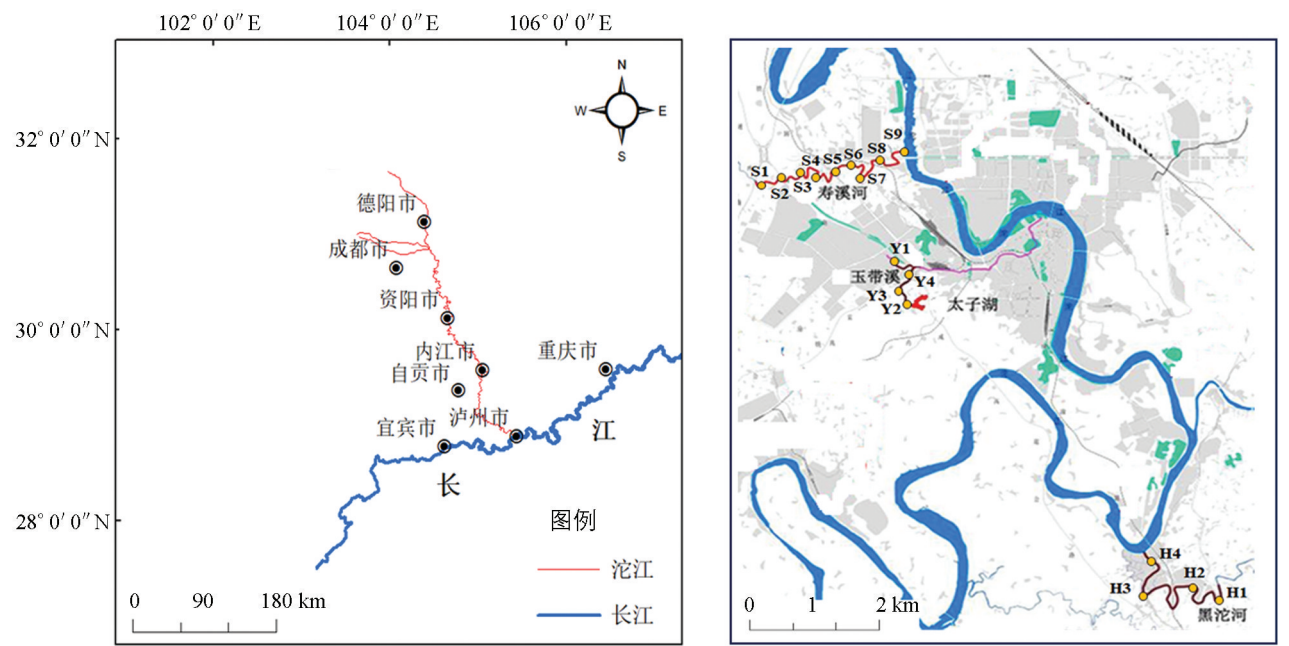 102° 0′ 0″E
104° 0′ 0″E
106° 0′ 0″E
32° 0′ 0″N
30° 0′ 0″N
28° 0′ 0″N
N
W
E
S
德阳市
成都市
资阳市
内江市
自贡市
重庆市
泸州市
宜宾市
江
长
图例
沱江
长江
0 90 180 km
S9
S8
S6
S5
S4
S1
S3
S7
S2
寿溪河
Y1
玉带溪
Y4
Y3
Y2
太子湖
H4
H2
H3
H1
黑沱河
0 1 2 km